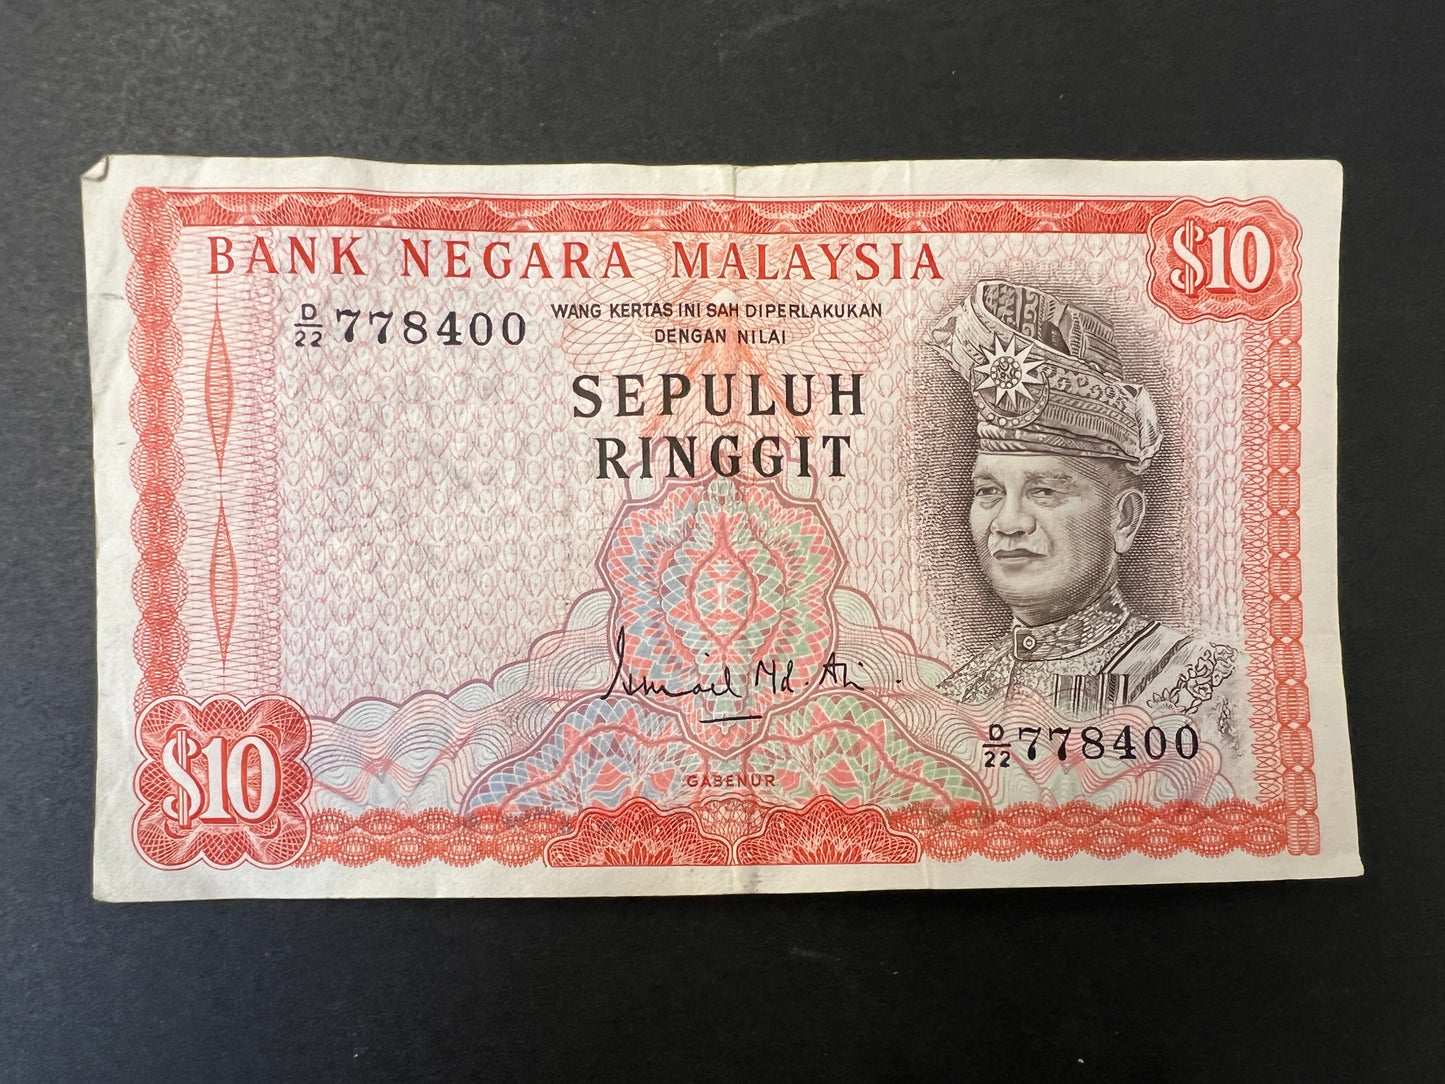 $10
BANK NEGARA MALAYSIA
D/22 778400
WANG KERTAS INI SAH DIPERLAKUKAN
DENGAN NILAI
SEPULUH
RINGGIT
Ismail Md. Ali.
D/22 778400
GABENUR
$10